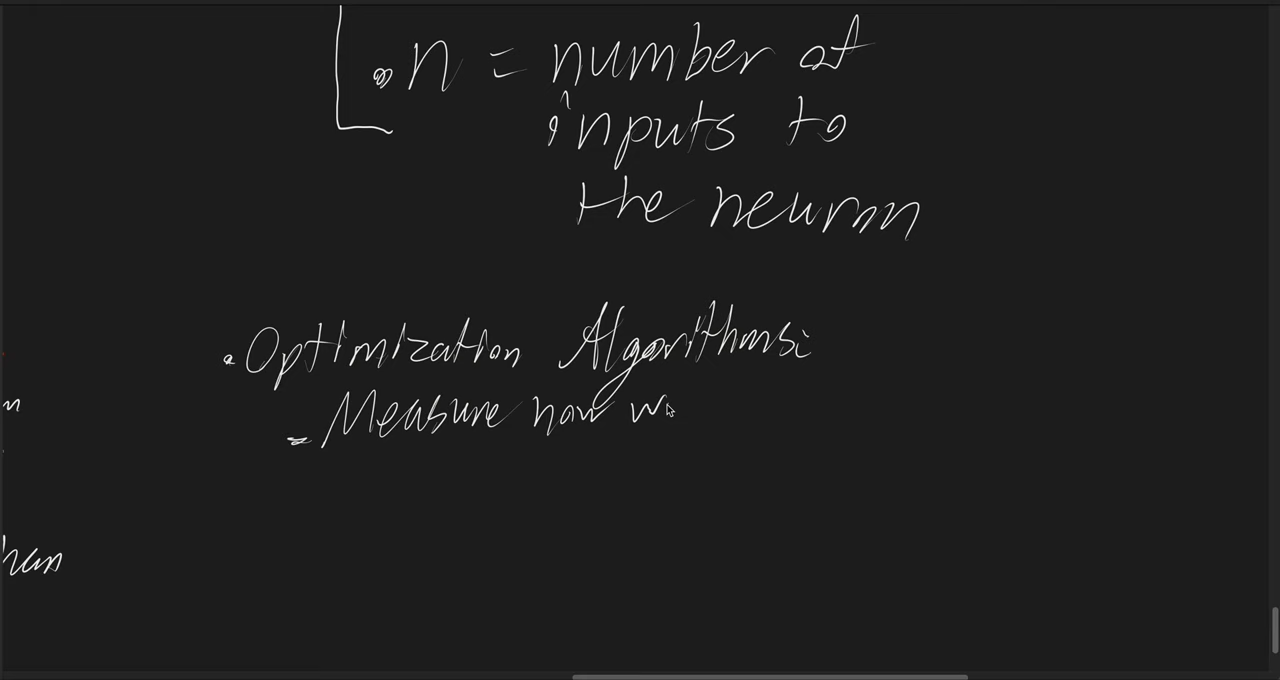 • n = number of
inputs to
the neuron
• Optimization Algorithms:
- Measure how w